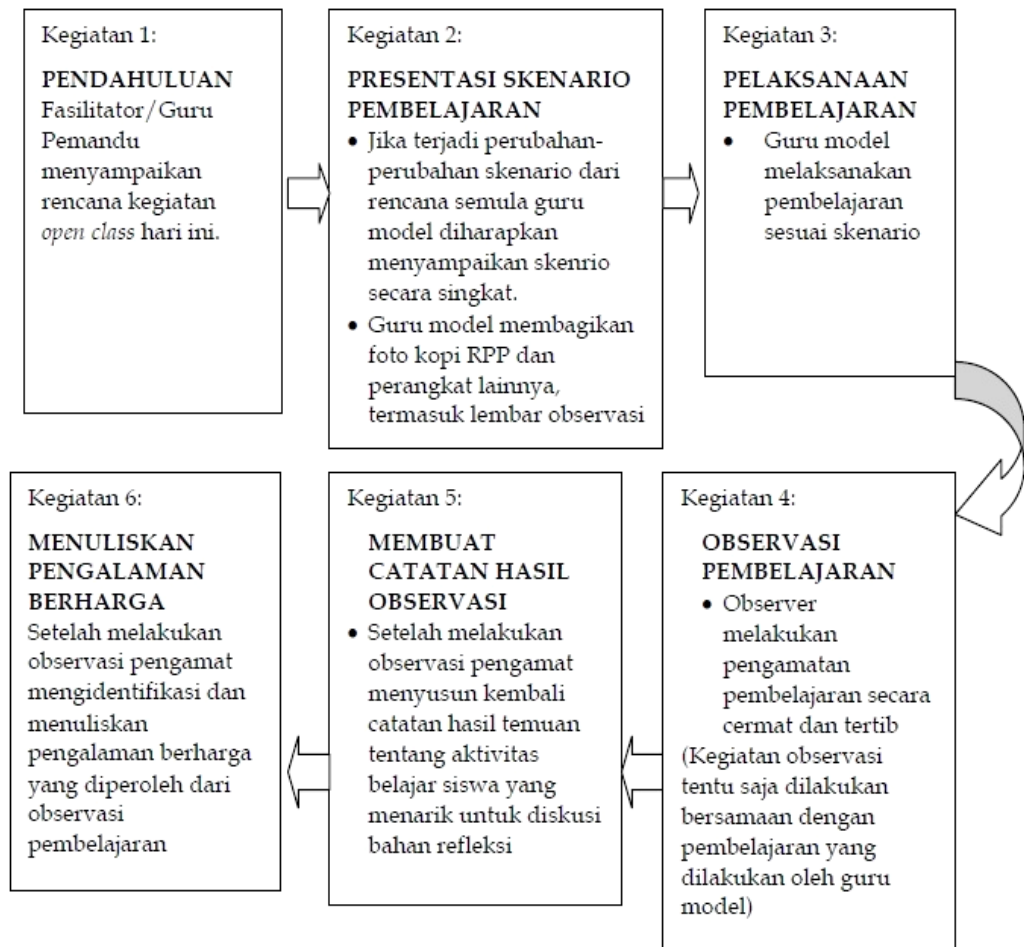 Kegiatan 1:
PENDAHULUAN
Fasilitator/Guru
Pemandu
menyampaikan
rencana kegiatan
open class hari ini.
Kegiatan 2:
PRESENTASI SKENARIO
PEMBELAJARAN
• Jika terjadi perubahan-
perubahan skenario dari
rencana semula guru
model diharapkan
menyampaikan skenrio
secara singkat.
• Guru model membagikan
foto kopi RPP dan
perangkat lainnya,
termasuk lembar observasi
Kegiatan 3:
PELAKSANAAN
PEMBELAJARAN
• Guru model
melaksanakan
pembelajaran
sesuai skenario
Kegiatan 4:
OBSERVASI
PEMBELAJARAN
• Observer
melakukan
pengamatan
pembelajaran secara
cermat dan tertib
(Kegiatan observasi
tentu saja dilakukan
bersamaan dengan
pembelajaran yang
dilakukan oleh guru
model)
Kegiatan 5:
MEMBUAT
CATATAN HASIL
OBSERVASI
• Setelah melakukan
observasi pengamat
menyusun kembali
catatan hasil temuan
tentang aktivitas
belajar siswa yang
menarik untuk diskusi
bahan refleksi
Kegiatan 6:
MENULISKAN
PENGALAMAN
BERHARGA
Setelah melakukan
observasi pengamat
mengidentifikasi dan
menuliskan
pengalaman berharga
yang diperoleh dari
observasi
pembelajaran